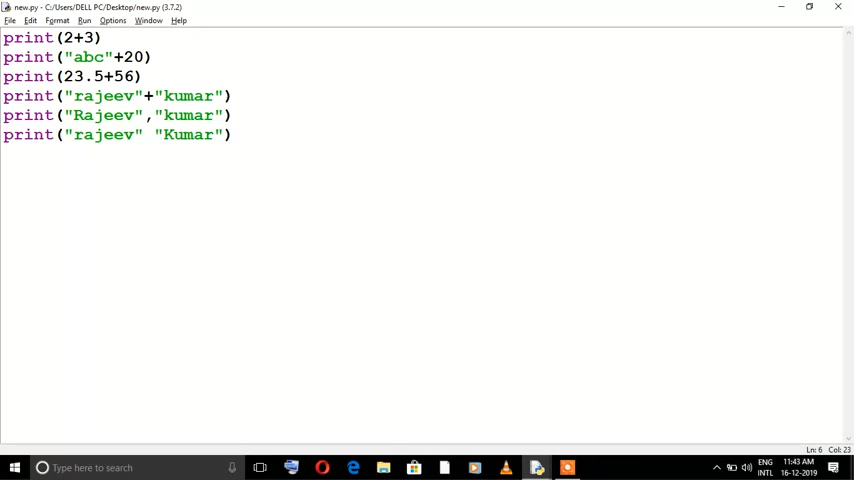 new.py - C:/Users/DELL PC/Desktop/new.py (3.7.2)
File Edit Format Run Options Window Help
print(2+3)
print("abc"+20)
print(23.5+56)
print("rajeev"+"kumar")
print("Rajeev","kumar")
print("rajeev" "Kumar")
Ln: 6 Col: 23
Type here to search
ENG
INTL
11:43 AM
16-12-2019